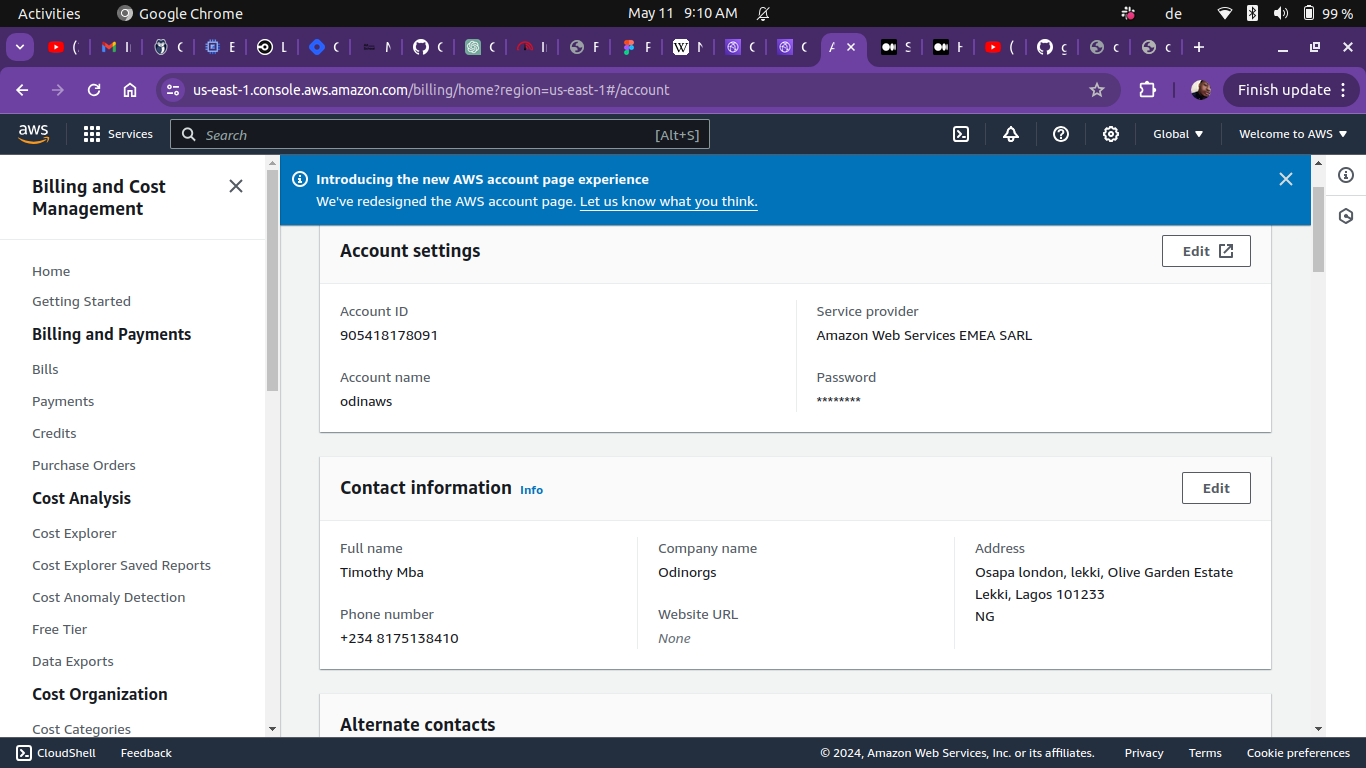 Activities
Google Chrome
May 11 9:10 AM
de
99 %
us-east-1.console.aws.amazon.com/billing/home?region=us-east-1#/account
Finish update
aws
Services
Search
[Alt+S]
Global
Welcome to AWS
Billing and Cost
Management
Home
Getting Started
Billing and Payments
Bills
Payments
Credits
Purchase Orders
Cost Analysis
Cost Explorer
Cost Explorer Saved Reports
Cost Anomaly Detection
Free Tier
Data Exports
Cost Organization
Cost Categories
Introducing the new AWS account page experience
We've redesigned the AWS account page. Let us know what you think.
Account settings
Edit
Account ID
905418178091
Account name
odinaws
Service provider
Amazon Web Services EMEA SARL
Password
********
Contact information Info
Edit
Full name
Timothy Mba
Phone number
+234 8175138410
Company name
Odinorgs
Website URL
None
Address
Osapa london, lekki, Olive Garden Estate
Lekki, Lagos 101233
NG
Alternate contacts
CloudShell
Feedback
© 2024, Amazon Web Services, Inc. or its affiliates.
Privacy
Terms
Cookie preferences